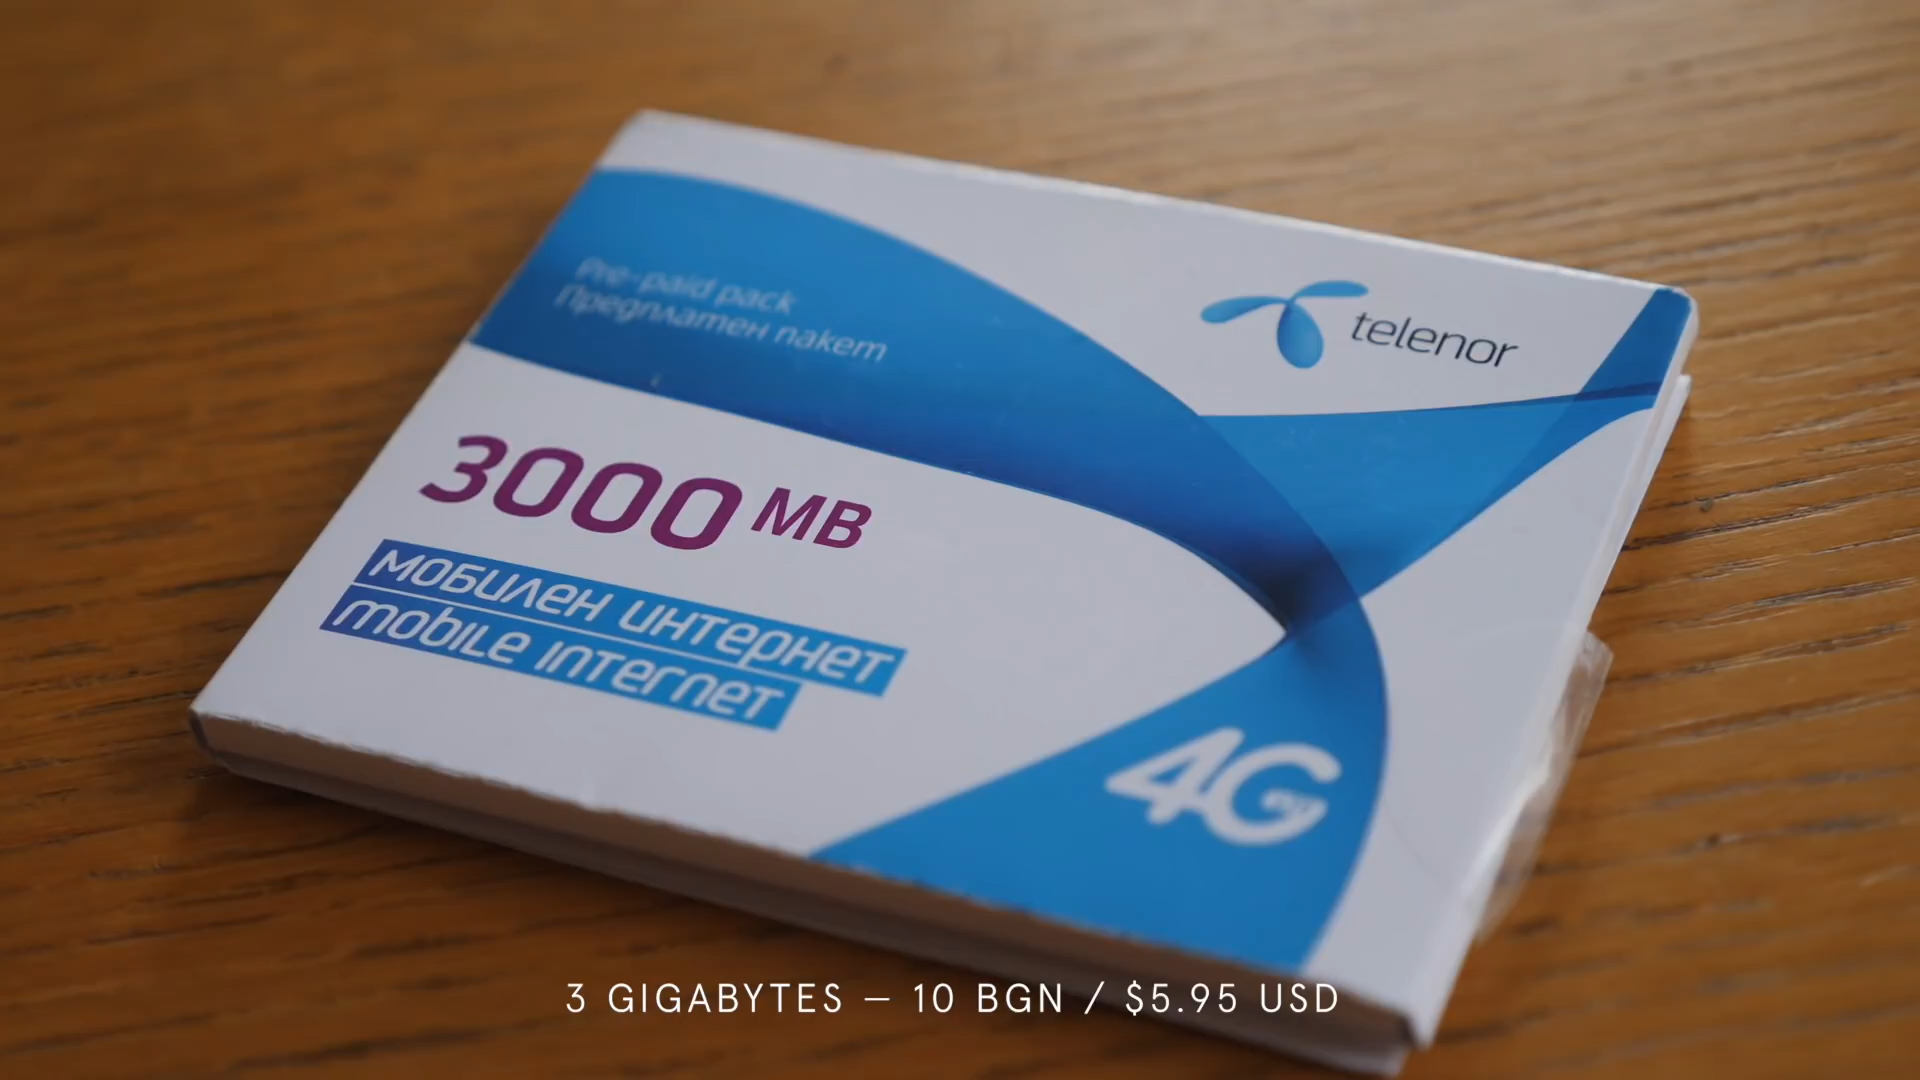 Pre-paid pack
Предплатен пакет
telenor
3000 MB
мобилен интернет
mobile internet
4G
3 GIGABYTES — 10 BGN / $5.95 USD